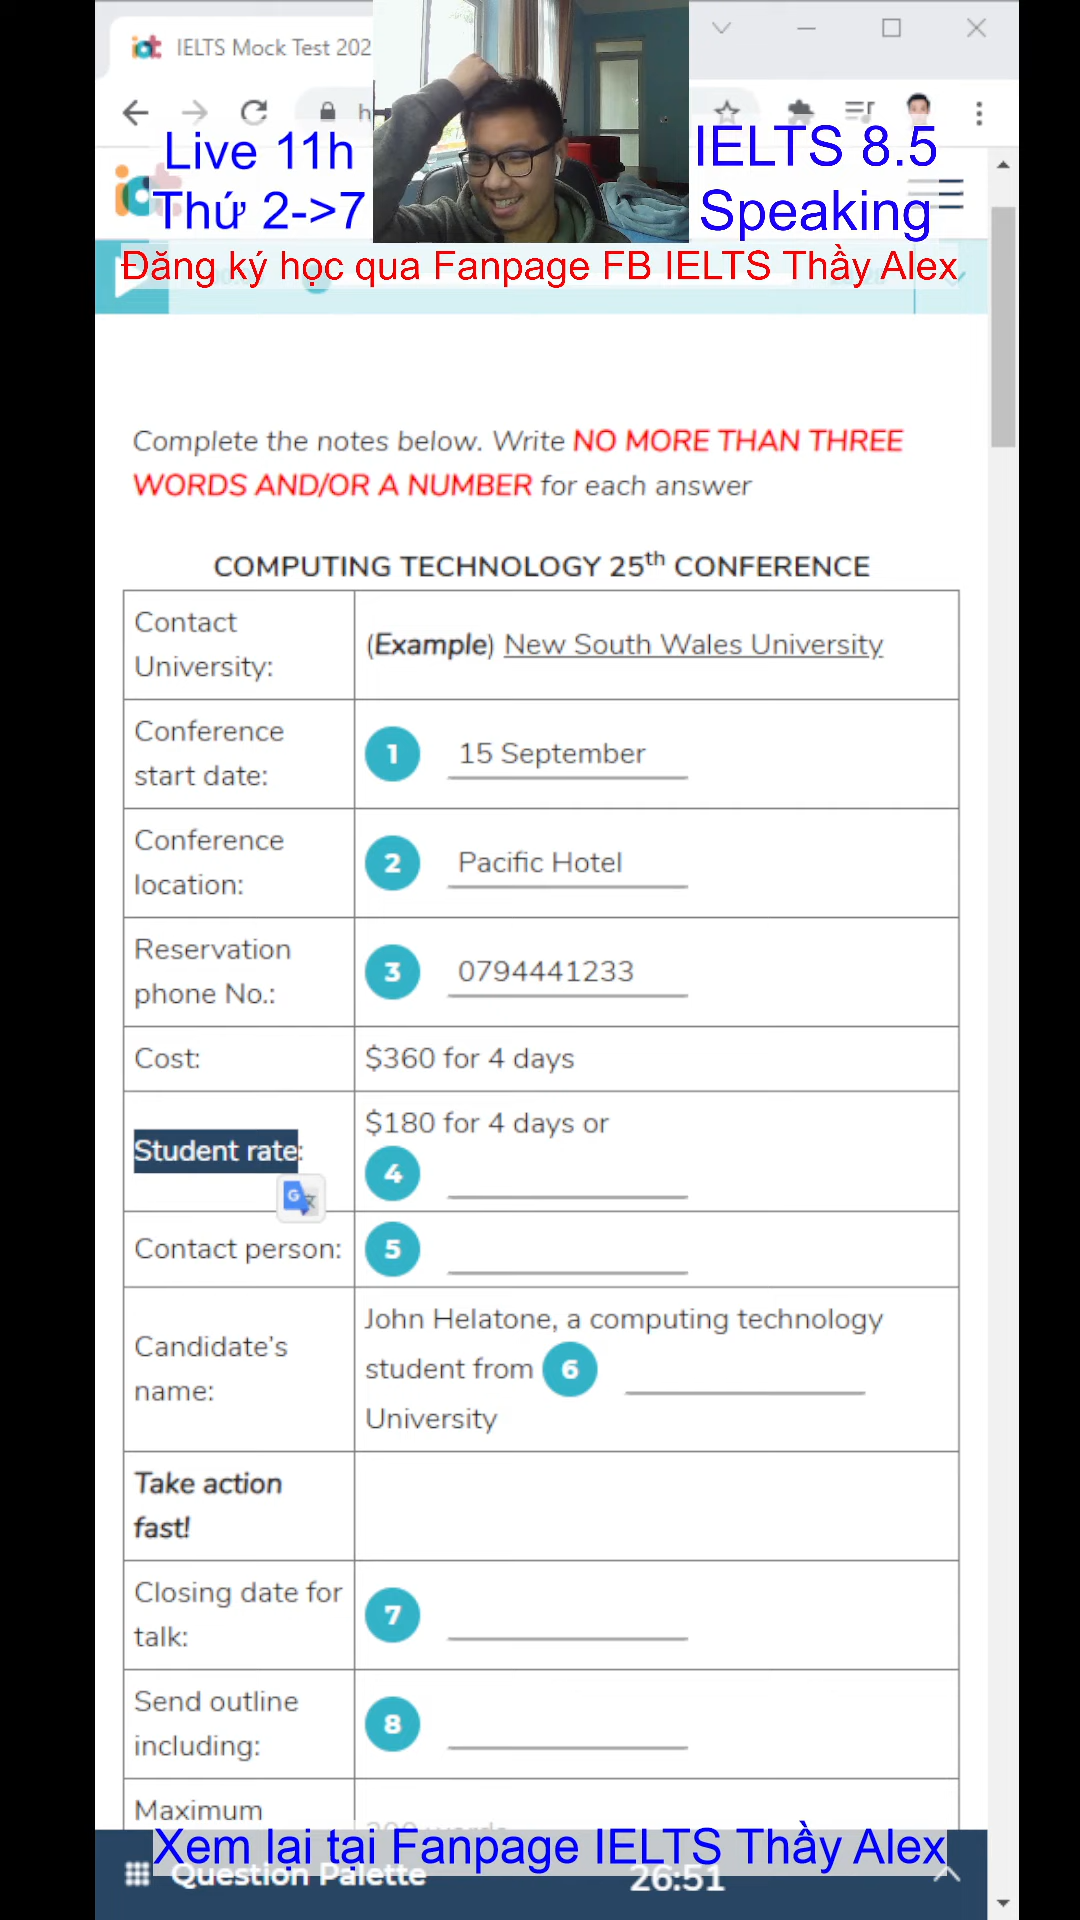 IELTS Mock Test 202
Live 11h
Thứ 2->7
IELTS 8.5
Speaking
Đăng ký học qua Fanpage FB IELTS Thầy Alex
Complete the notes below. Write NO MORE THAN THREE
WORDS AND/OR A NUMBER for each answer
COMPUTING TECHNOLOGY 25th CONFERENCE
Contact
University:
(Example) New South Wales University
Conference
start date:
1 15 September
Conference
location:
2 Pacific Hotel
Reservation
phone No.:
3 0794441233
Cost:
$360 for 4 days
Student rate:
$180 for 4 days or
4
Contact person:
5
Candidate's
name:
John Helatone, a computing technology
student from 6
University
Take action
fast!
Closing date for
talk:
7
Send outline
including:
8
Maximum
Xem lại tại Fanpage IELTS Thầy Alex
Question Palette
26:51